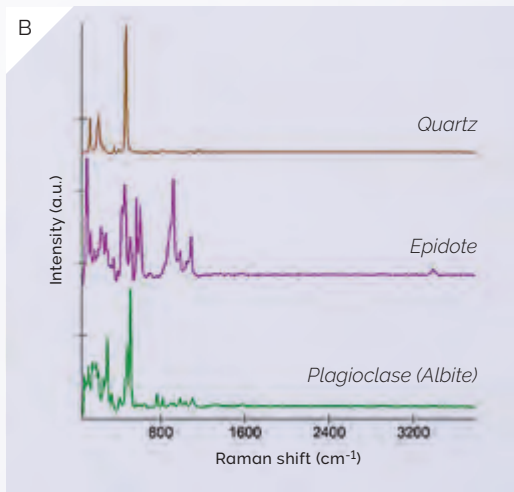 B
Quartz
Epidote
Plagioclase (Albite)
Intensity (a.u.)
800 1600 2400 3200
Raman shift (cm⁻¹)